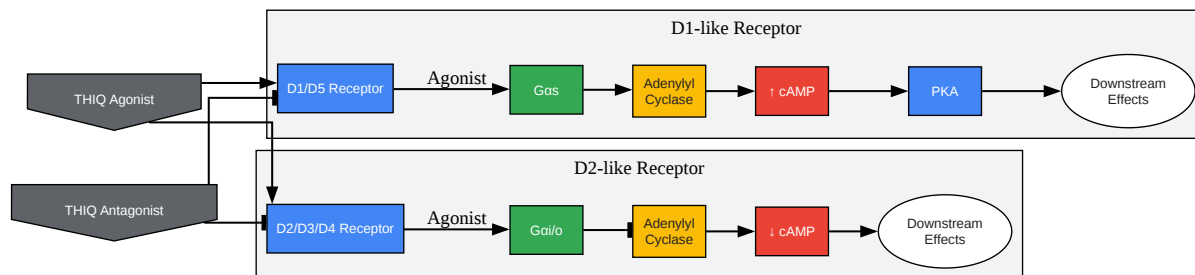 D1-like Receptor
THIQ Agonist
D1/D5 Receptor
Agonist
Gαs
Adenylyl
Cyclase
↑ cAMP
PKA
Downstream
Effects
D2-like Receptor
THIQ Antagonist
D2/D3/D4 Receptor
Agonist
Gαi/o
Adenylyl
Cyclase
↓ cAMP
Downstream
Effects